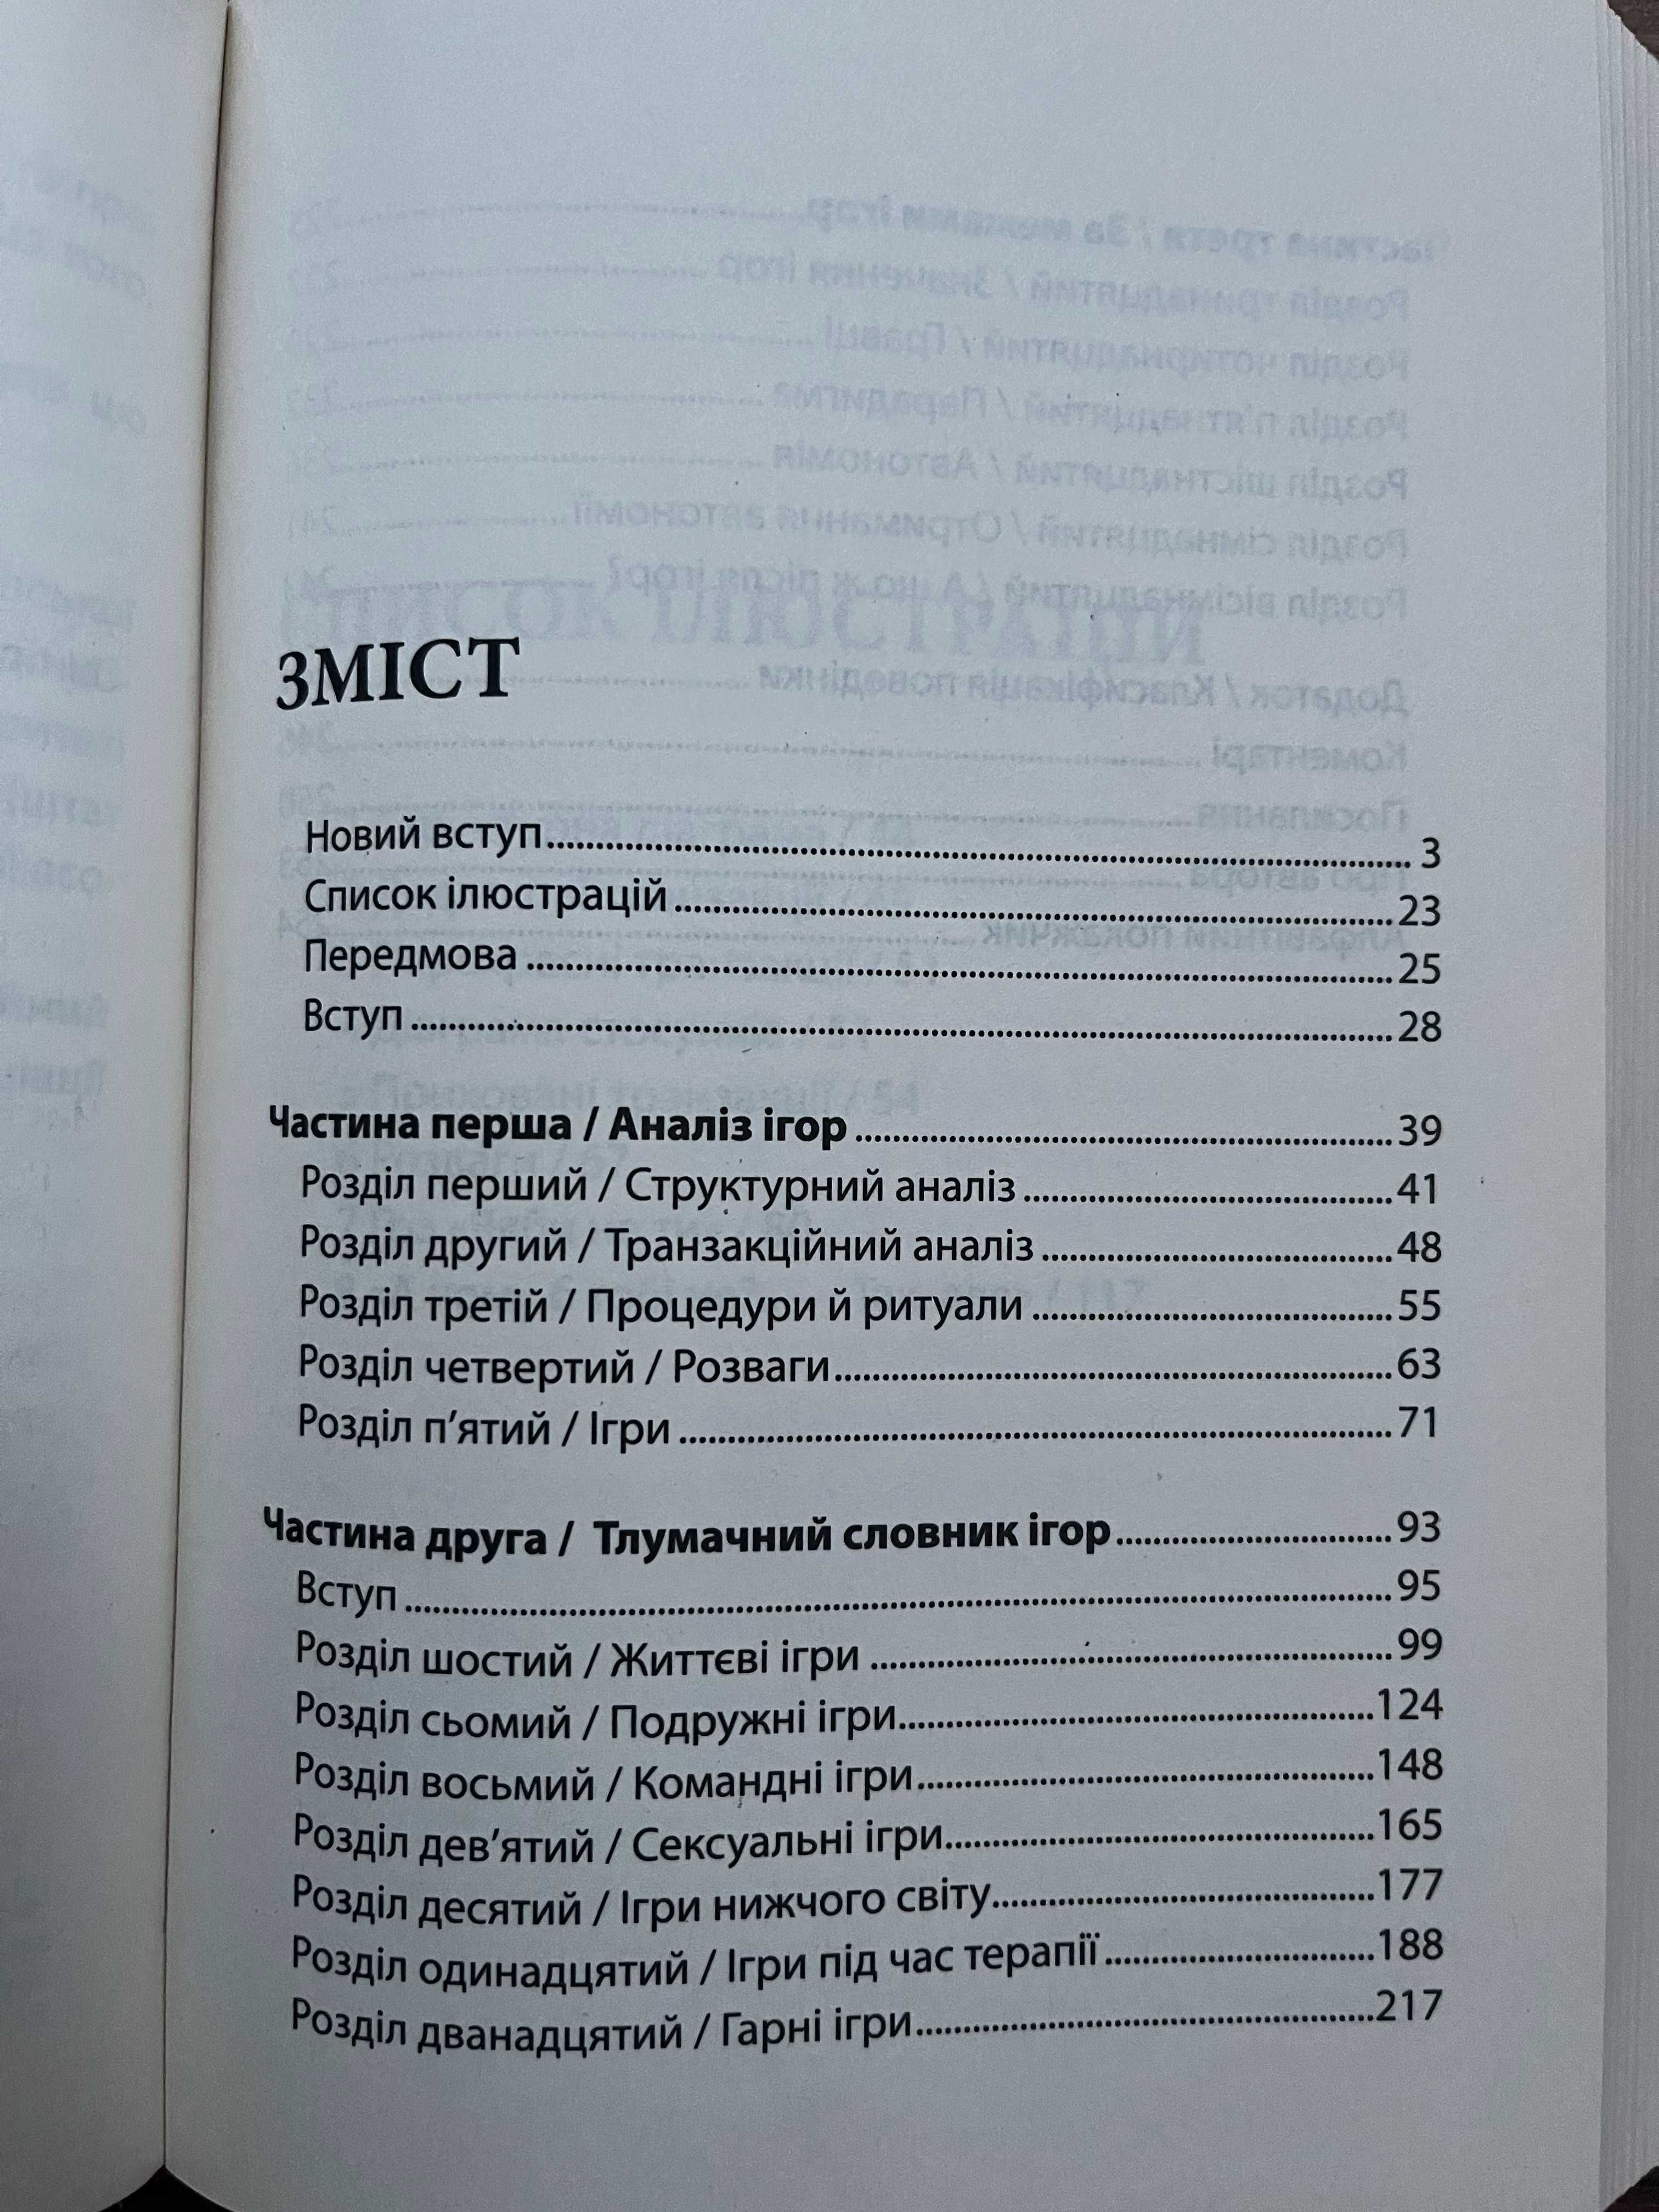 ЗМІСТ
Новий вступ.......... 3
Список ілюстрацій..........23
Передмова..........25
Вступ..........28
Частина перша / Аналіз ігор..........39
Розділ перший / Структурний аналіз..........41
Розділ другий / Транзакційний аналіз..........48
Розділ третій / Процедури й ритуали..........55
Розділ четвертий / Розваги..........63
Розділ п’ятий / Ігри..........71
Частина друга / Тлумачний словник ігор..........93
Вступ..........95
Розділ шостий / Життєві ігри..........99
Розділ сьомий / Подружні ігри..........124
Розділ восьмий / Командні ігри..........148
Розділ дев’ятий / Сексуальні ігри..........165
Розділ десятий / Ігри нижчого світу..........177
Розділ одинадцятий / Ігри під час терапії..........188
Розділ дванадцятий / Гарні ігри..........217